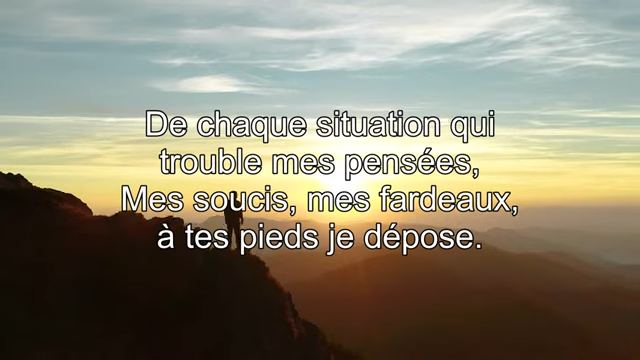 De chaque situation qui
trouble mes pensées,
Mes soucis, mes fardeaux,
à tes pieds je dépose.